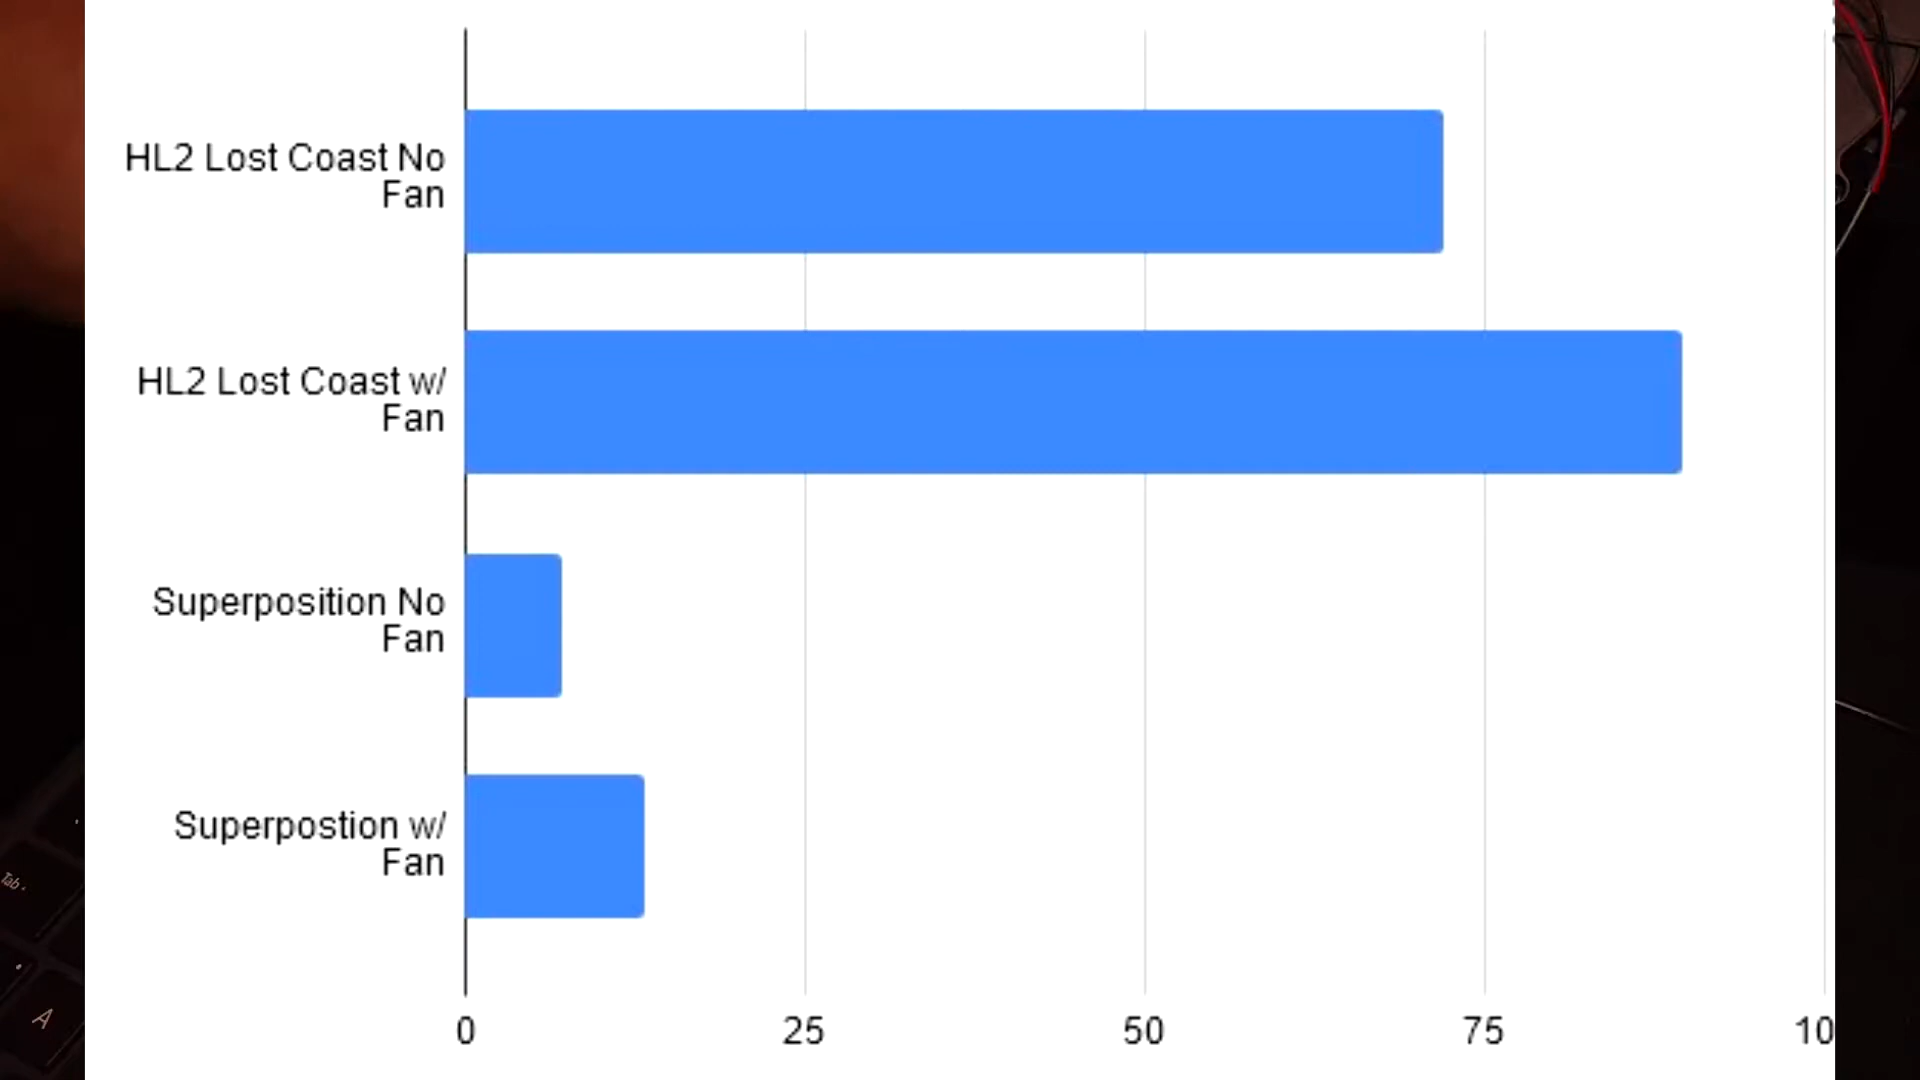 HL2 Lost Coast No
Fan
HL2 Lost Coast w/
Fan
Superposition No
Fan
Superpostion w/
Fan
0
25
50
75
10
Tab
A